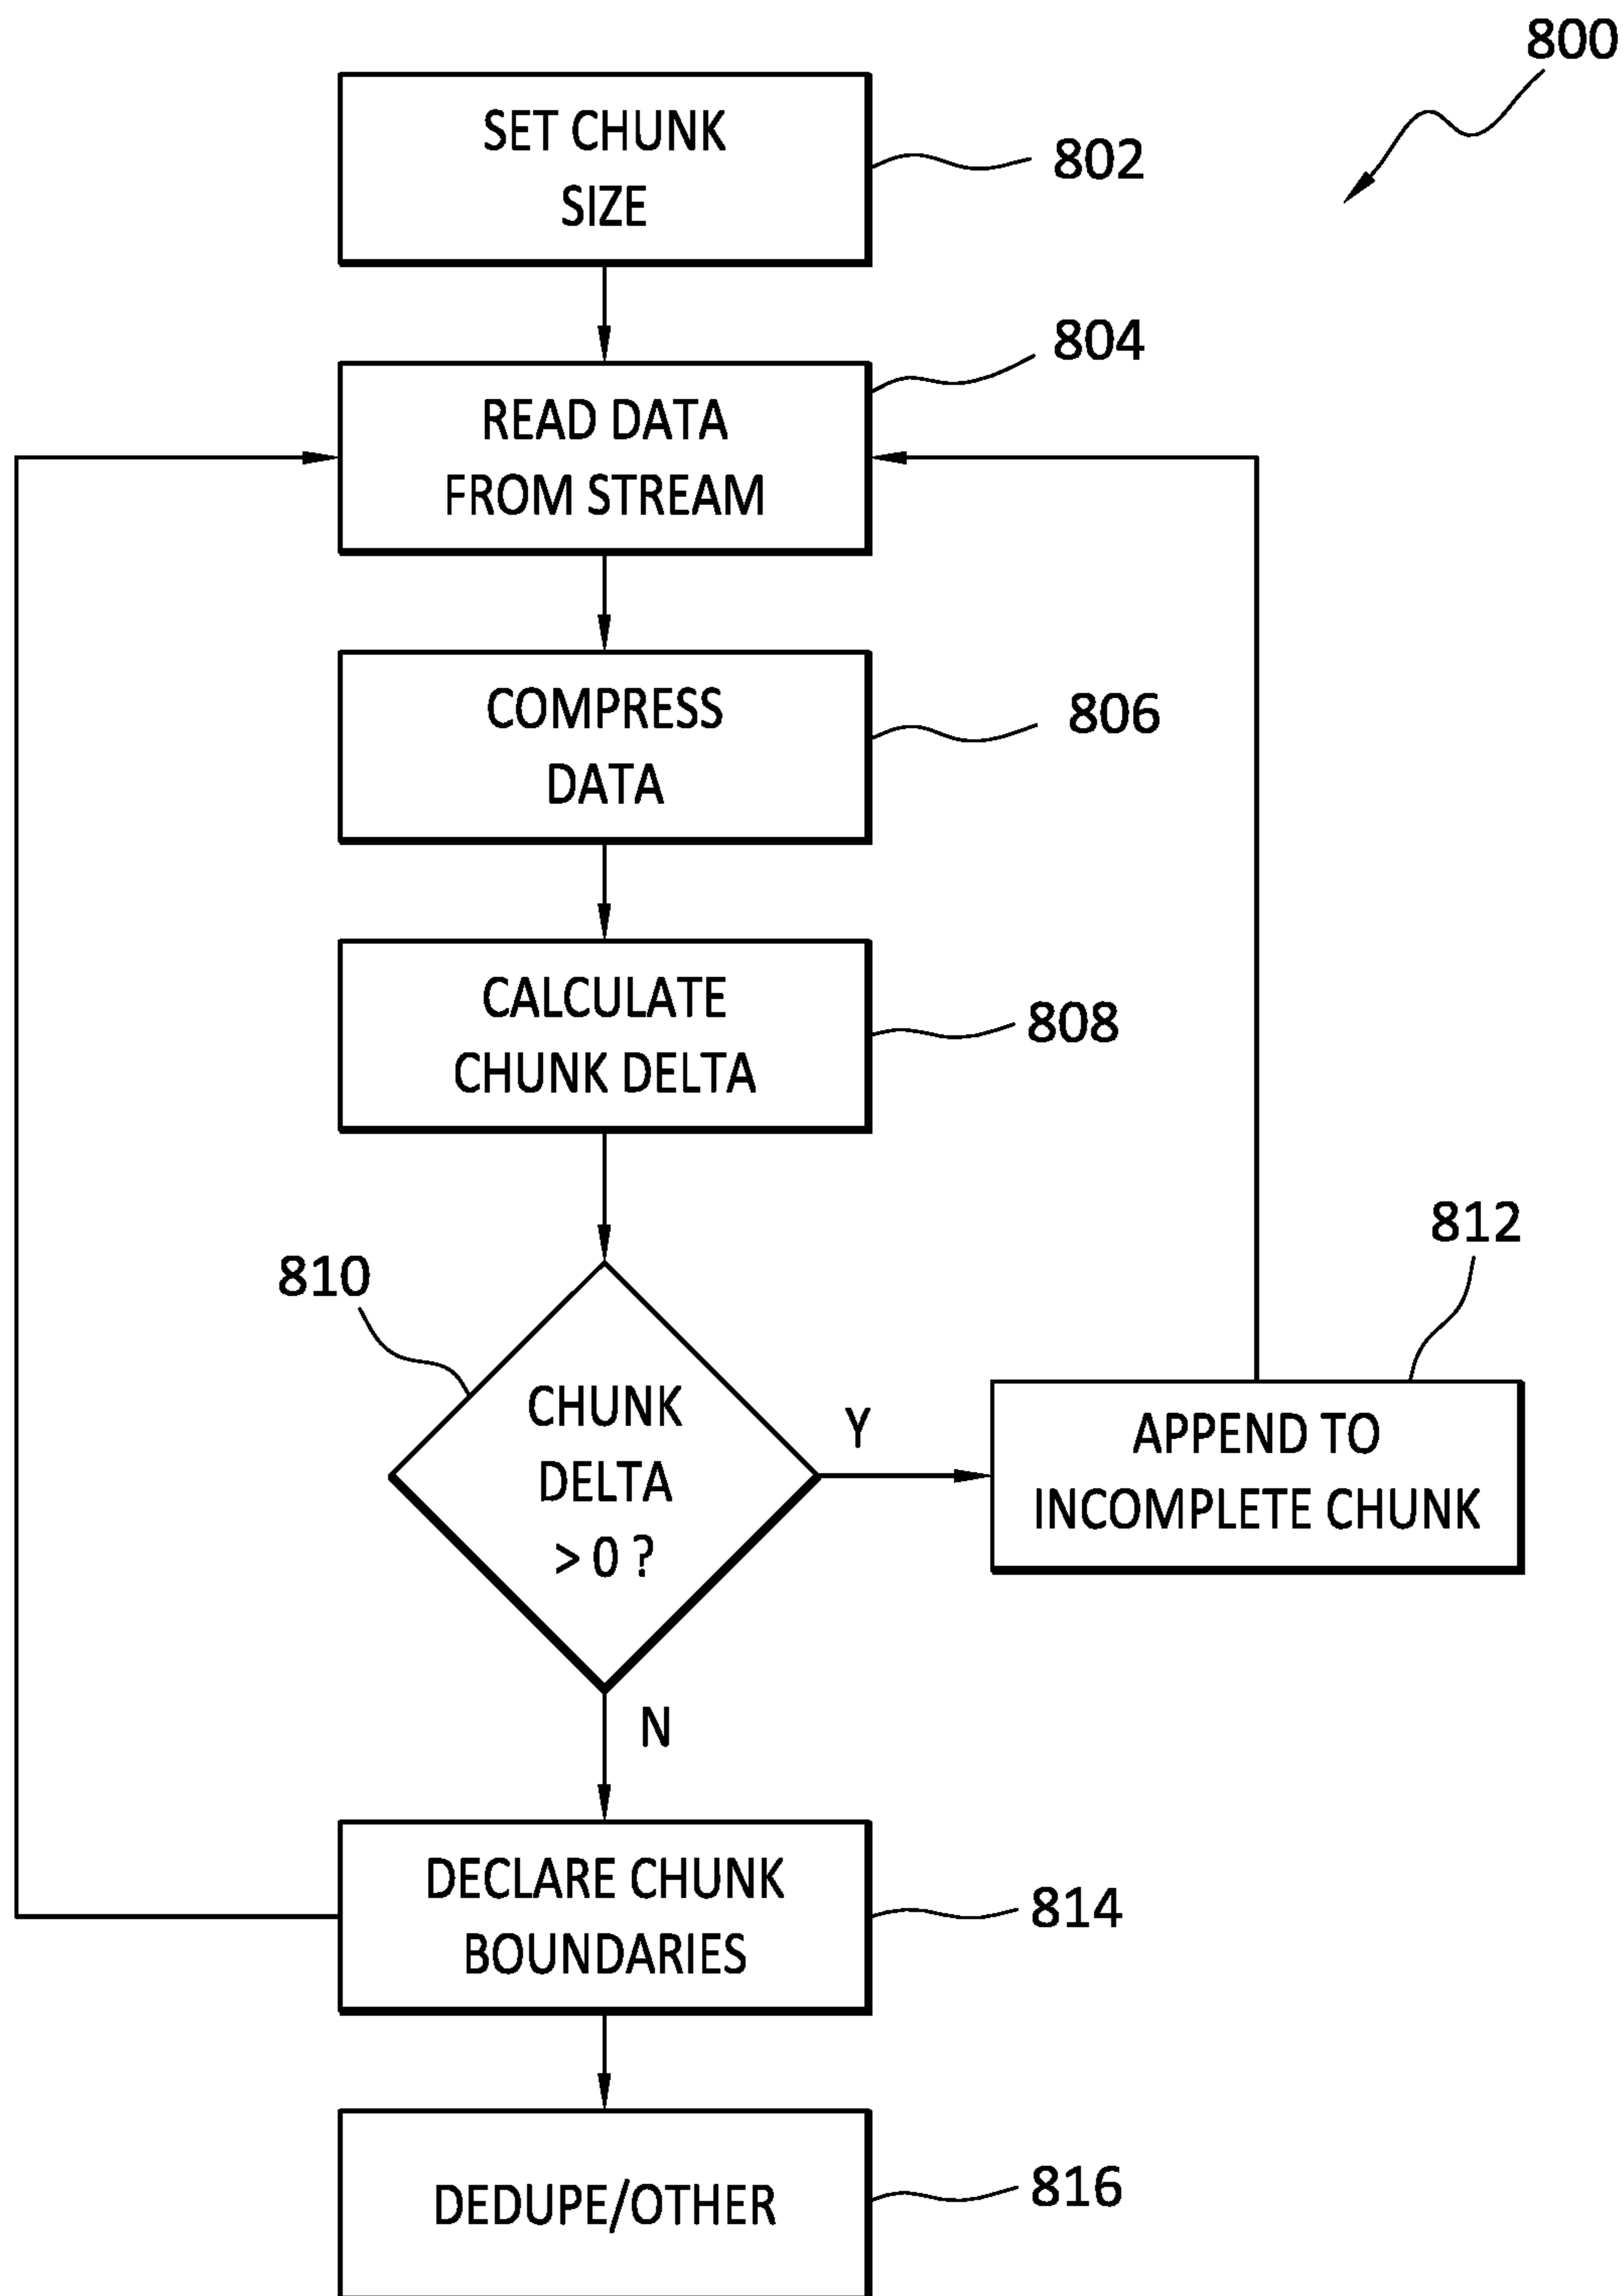 800
SET CHUNK
SIZE
802
804
READ DATA
FROM STREAM
COMPRESS
DATA
806
CALCULATE
CHUNK DELTA
808
810
812
CHUNK
DELTA
> 0 ?
Y
APPEND TO
INCOMPLETE CHUNK
N
DECLARE CHUNK
BOUNDARIES
814
DEDUPE/OTHER
816